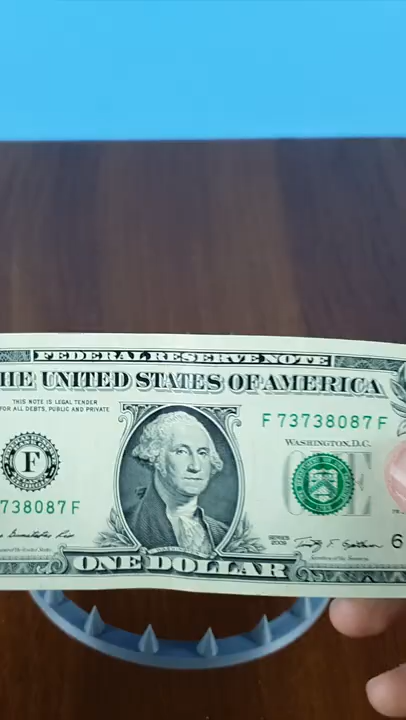 FEDERAL RESERVE NOTE
HE UNITED STATES OF AMERICA
THIS NOTE IS LEGAL TENDER
FOR ALL DEBTS, PUBLIC AND PRIVATE
F 73738087 F
WASHINGTON, D.C.
F
738087 F
SERIES
2009
6
ONE DOLLAR